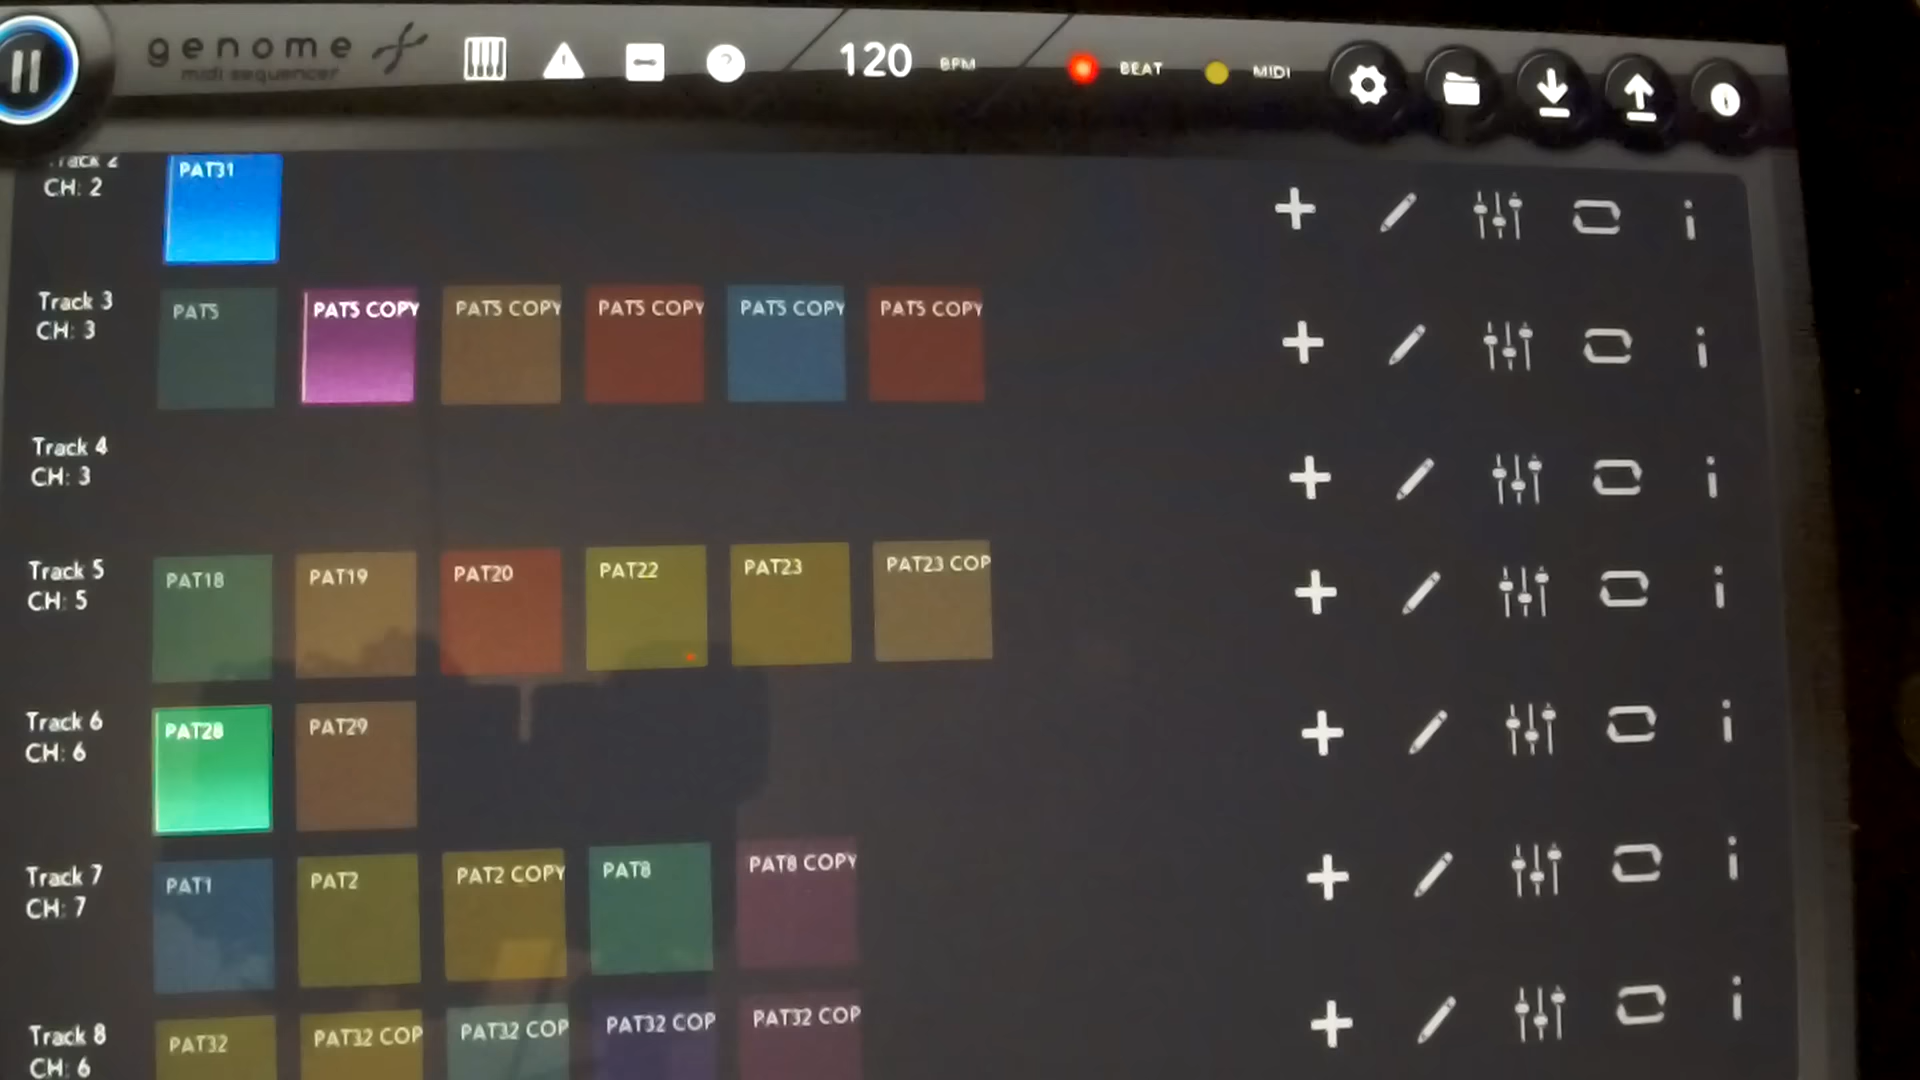 genome
midi sequencer
120 BPM
BEAT
MIDI
Track 2
CH: 2
PAT31
Track 3
CH: 3
PAT5
PAT5 COPY
PAT5 COPY
PAT5 COPY
PAT5 COPY
PAT5 COPY
Track 4
CH: 3
Track 5
CH: 5
PAT18
PAT19
PAT20
PAT22
PAT23
PAT23 COP
Track 6
CH: 6
PAT28
PAT29
Track 7
CH: 7
PAT1
PAT2
PAT2 COPY
PAT8
PAT8 COPY
Track 8
CH: 6
PAT32
PAT32 COP
PAT32 COP
PAT32 COP
PAT32 COP